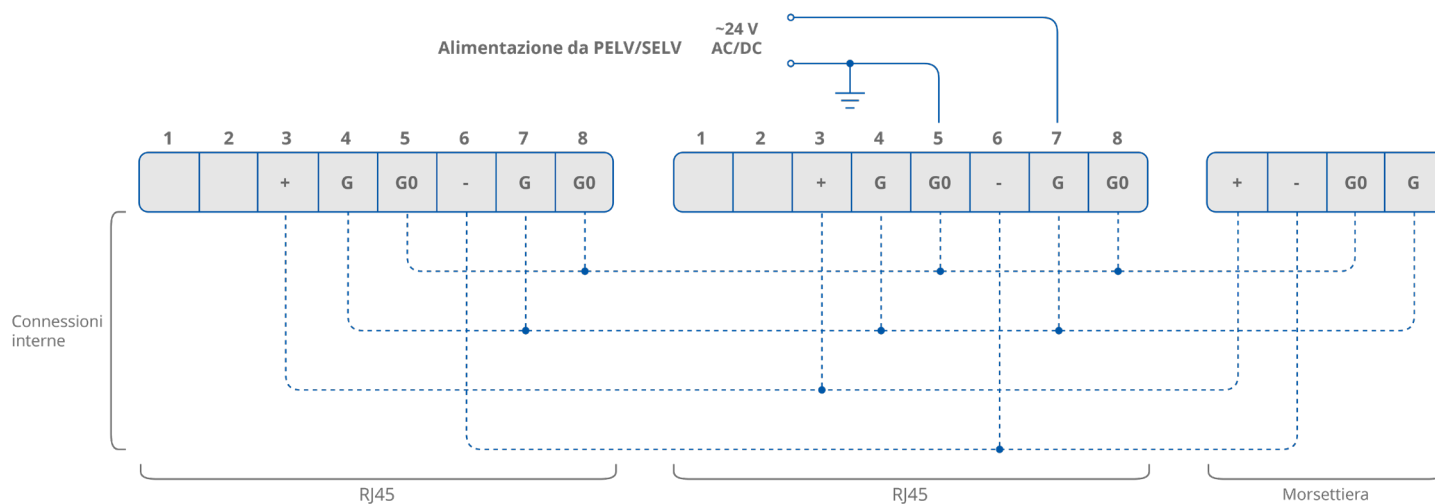 ~24 V
Alimentazione da PELV/SELV AC/DC
1 2 3 4 5 6 7 8 1 2 3 4 5 6 7 8
+ G G0 - G G0 + G G0 - G G0 + - G0 G
Connessioni
interne
RJ45 RJ45 Morsettiera